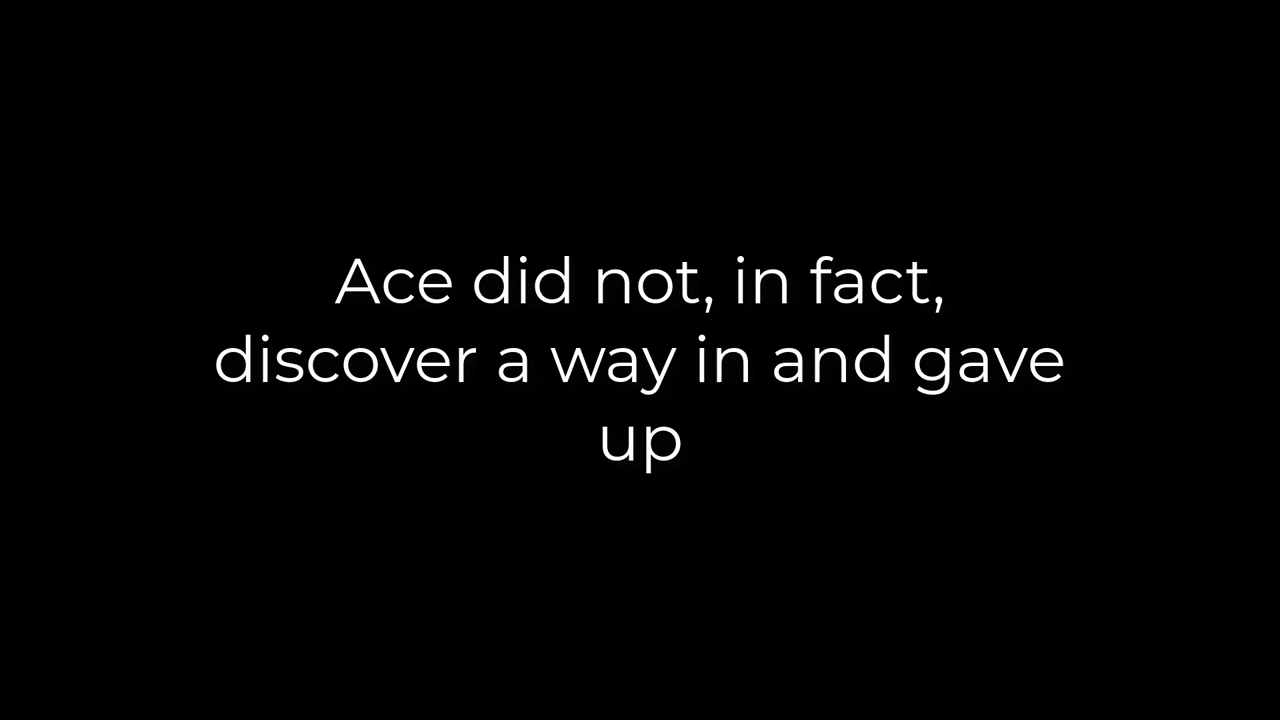 Ace did not, in fact,
discover a way in and gave
up